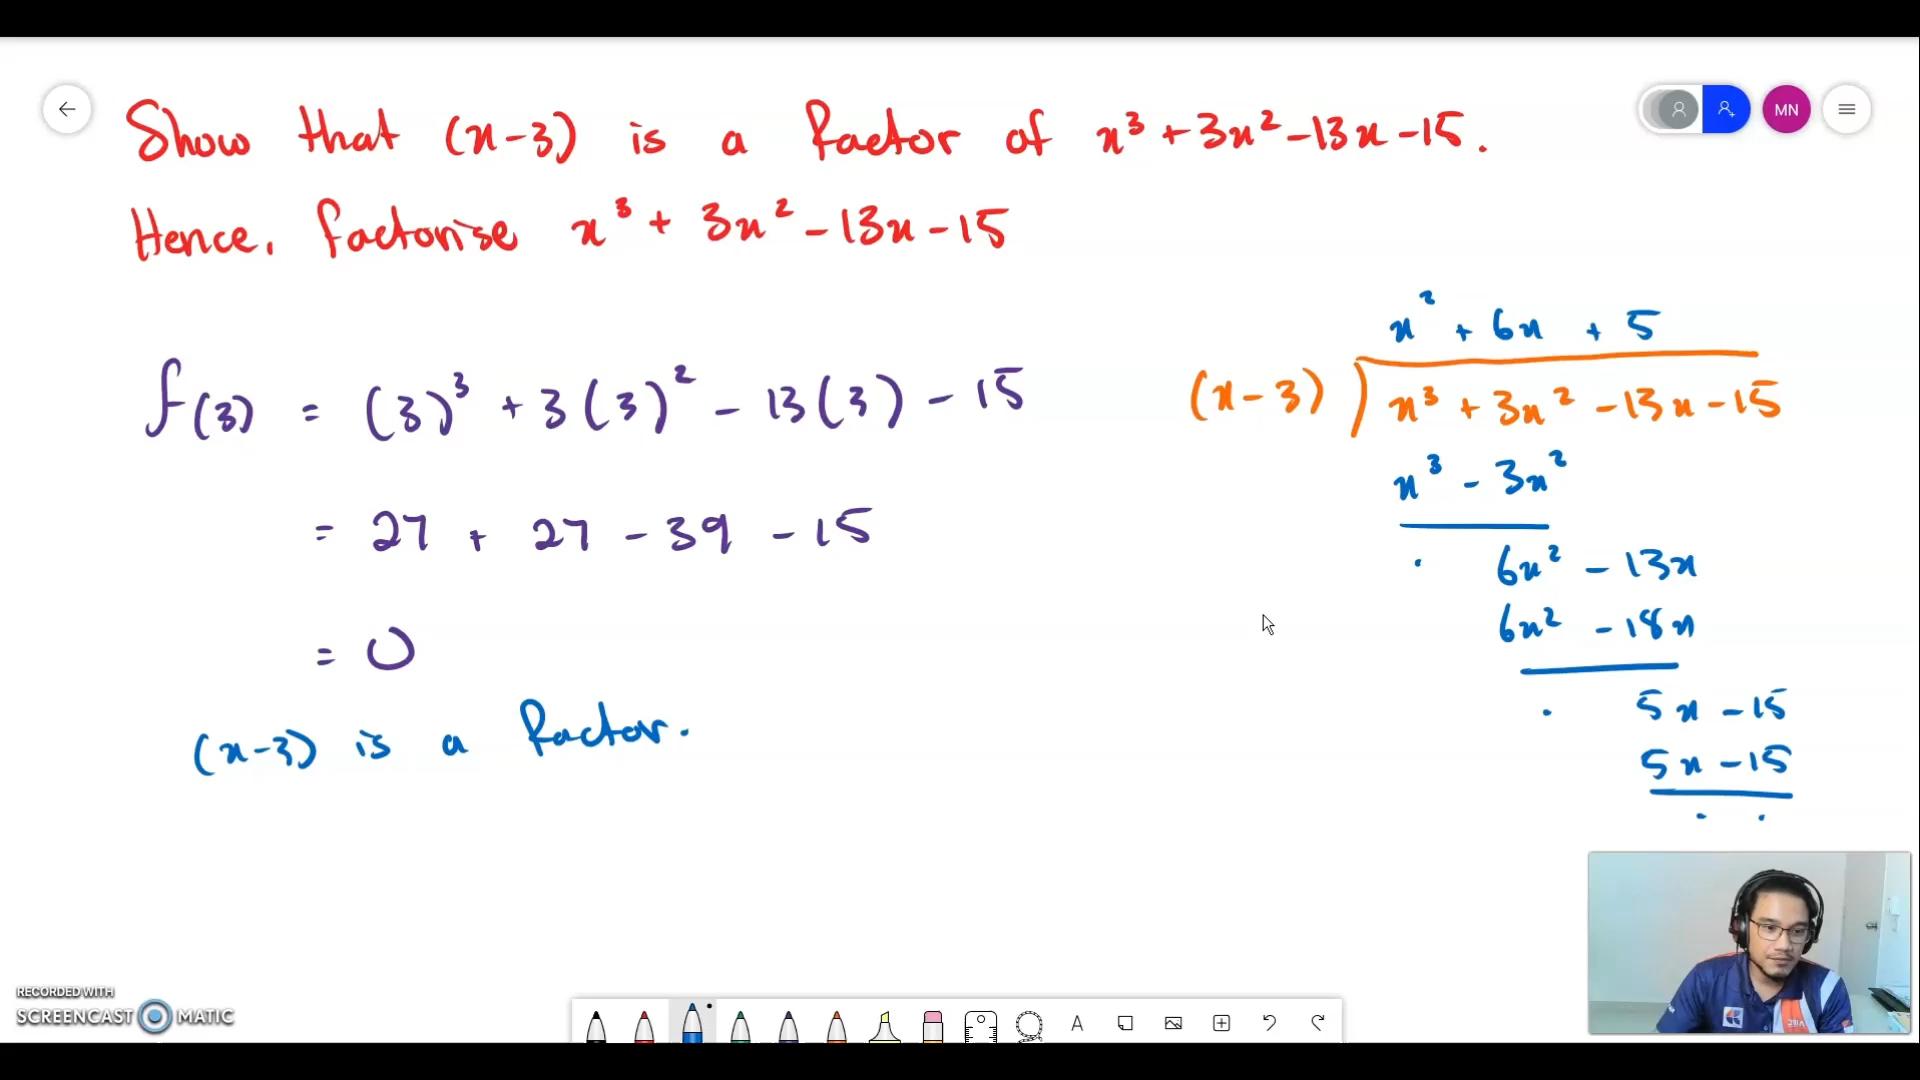 Show that (x-3) is a factor of x³ + 3x² - 13x - 15.
Hence, factorise x³ + 3x² - 13x - 15
f(3) = (3)³ + 3(3)² - 13(3) - 15
= 27 + 27 - 39 - 15
= 0
(x-3) is a factor.
x² + 6x + 5
(x-3) ) x³ + 3x² - 13x - 15
x³ - 3x²
. 6x² - 13x
6x² - 18x
. 5x - 15
5x - 15
. .
MN
A
RECORDED WITH
SCREENCAST MATIC